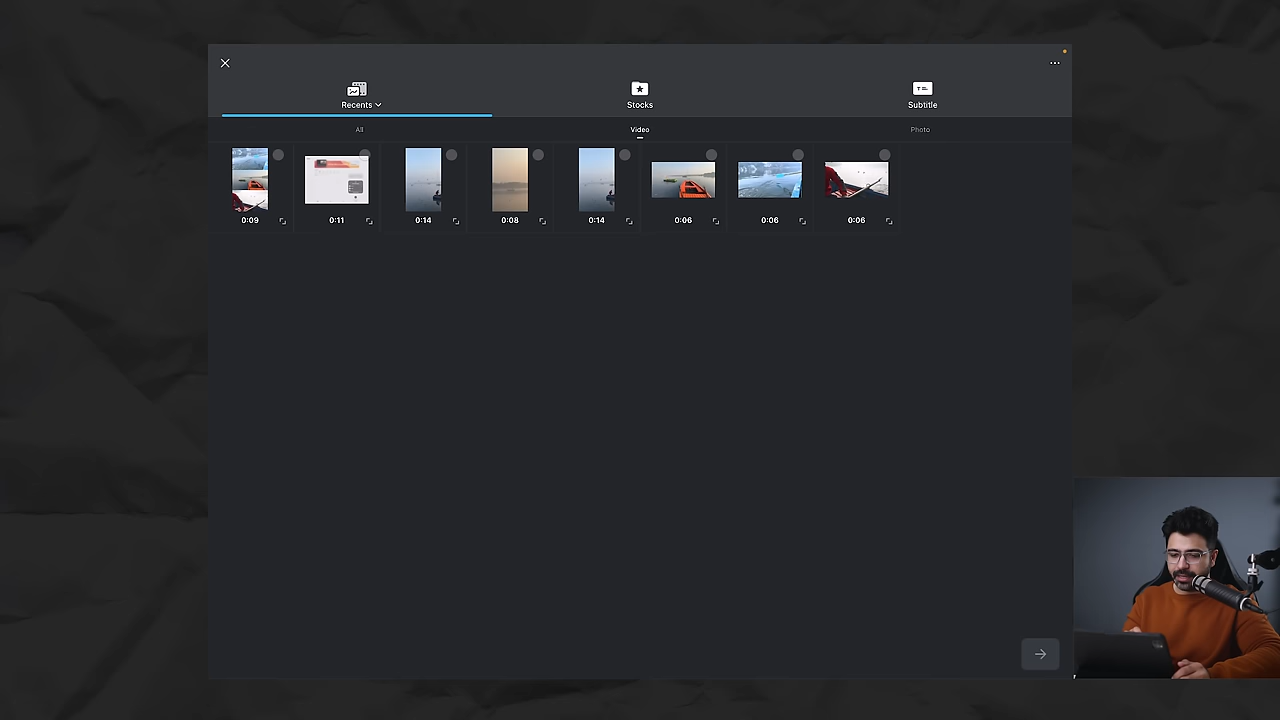 Recents
Stocks
Subtitle
All
Video
Photo
0:09
0:11
0:14
0:08
0:14
0:06
0:06
0:06